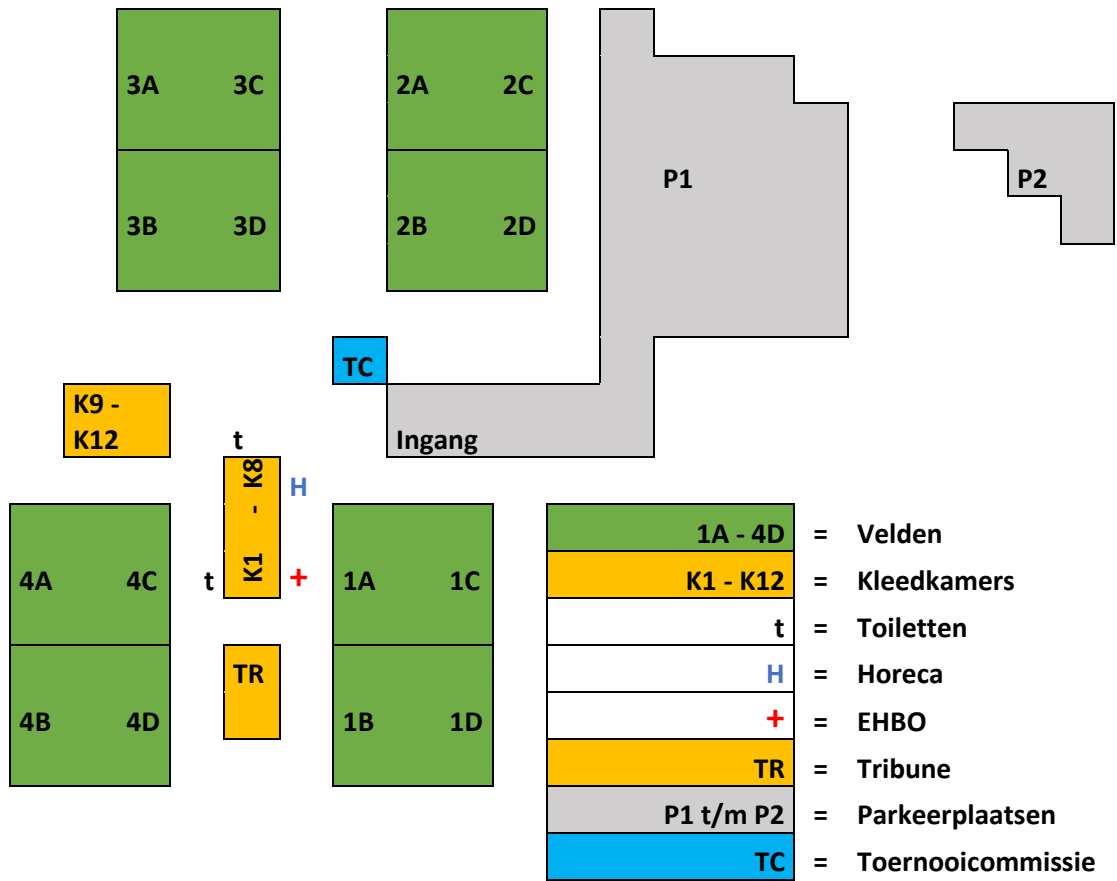 3A 3C 2A 2C
P1 P2
3B 3D 2B 2D
TC
K9 -
K12
t Ingang
K1 - K8
H
1A - 4D = Velden
4A 4C t + 1A 1C K1 - K12 = Kleedkamers
t = Toiletten
TR H = Horeca
4B 4D 1B 1D + = EHBO
TR = Tribune
P1 t/m P2 = Parkeerplaatsen
TC = Toernooicommissie